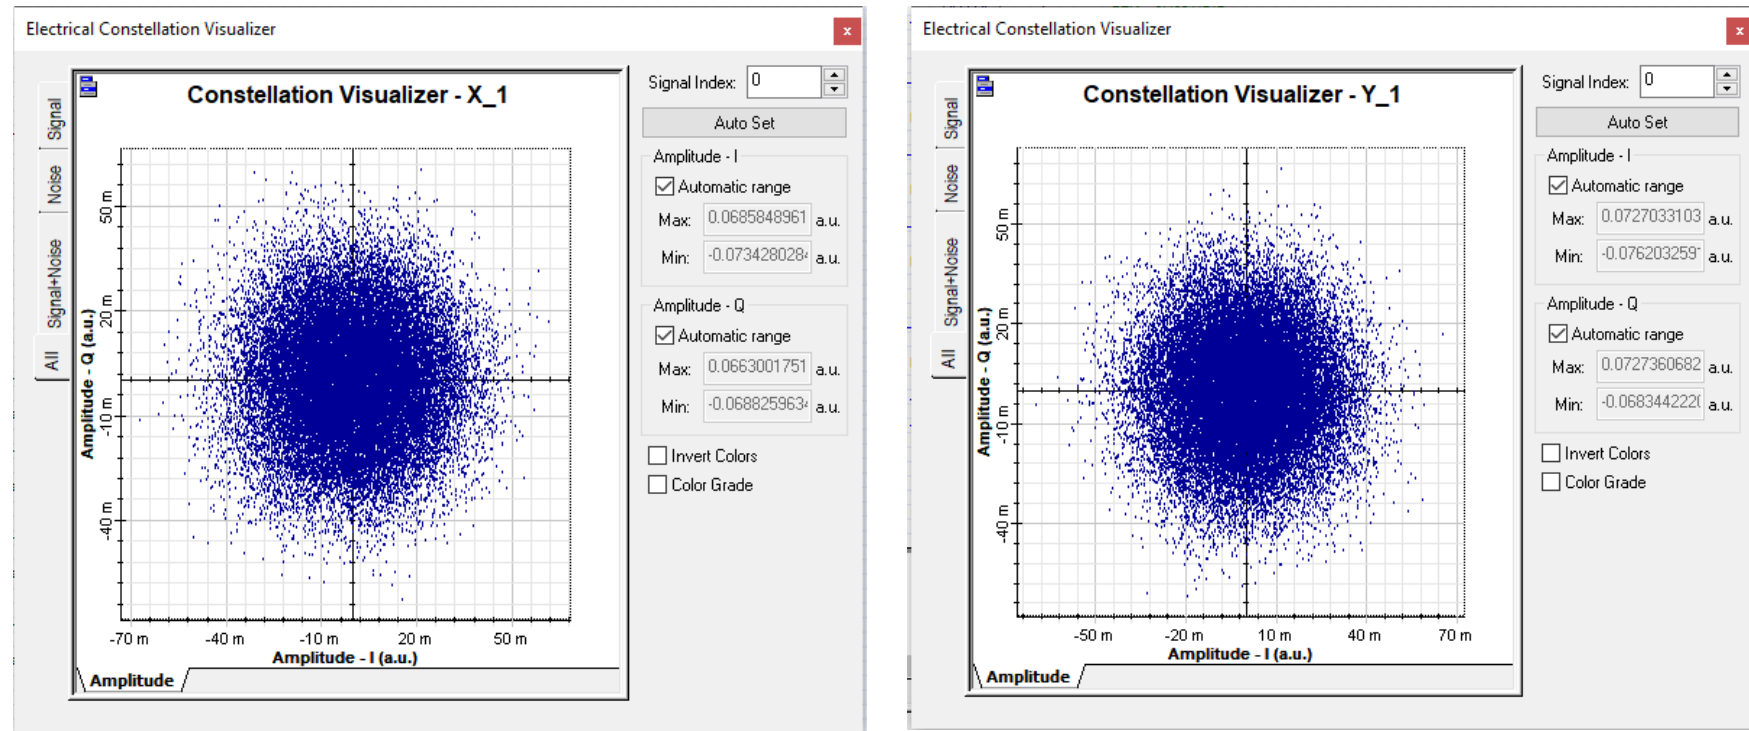 Electrical Constellation Visualizer
x
Signal
Noise
Signal+Noise
All
Constellation Visualizer - X_1
Amplitude - Q (a.u.)
50 m
20 m
-10 m
-40 m
-70 m
-40 m
-10 m
20 m
50 m
Amplitude - I (a.u.)
Amplitude
Signal Index:
0
Auto Set
Amplitude - I
Automatic range
Max:
0.0685848961
a.u.
Min:
-0.0734280284
a.u.
Amplitude - Q
Automatic range
Max:
0.0663001751
a.u.
Min:
-0.0688259634
a.u.
Invert Colors
Color Grade
Electrical Constellation Visualizer
x
Signal
Noise
Signal+Noise
All
Constellation Visualizer - Y_1
Amplitude - Q (a.u.)
50 m
20 m
-10 m
-40 m
-50 m
-20 m
10 m
40 m
70 m
Amplitude - I (a.u.)
Amplitude
Signal Index:
0
Auto Set
Amplitude - I
Automatic range
Max:
0.0727033103
a.u.
Min:
-0.076203259
a.u.
Amplitude - Q
Automatic range
Max:
0.0727360682
a.u.
Min:
-0.068344222
a.u.
Invert Colors
Color Grade